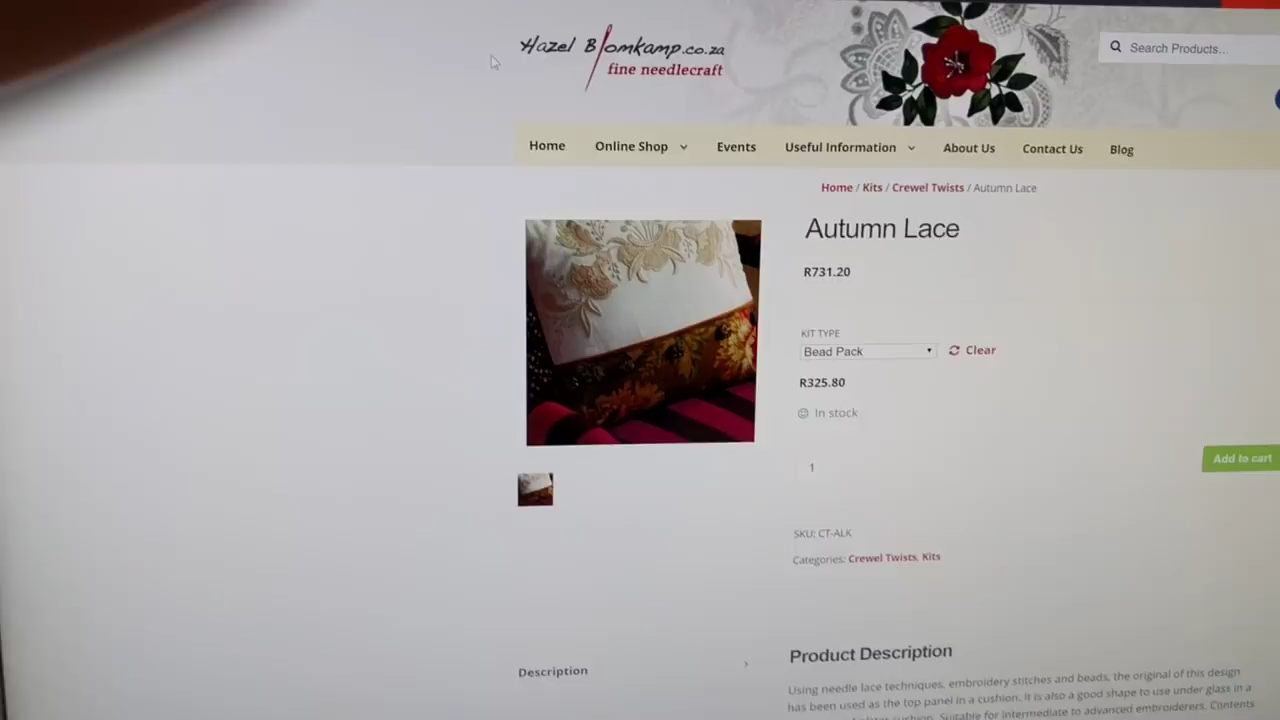 Hazel Blomkamp.co.za
fine needlecraft
Search Products...
Home Online Shop Events Useful Information About Us Contact Us Blog
Home / Kits / Crewel Twists / Autumn Lace
Autumn Lace
R731.20
KIT TYPE
Bead Pack Clear
R325.80
In stock
1
Add to cart
SKU: CT-ALK
Categories: Crewel Twists, Kits
Description
Product Description
Using needle lace techniques, embroidery stitches and beads, the original of this design
has been used as the top panel in a cushion. It is also a good shape to use under glass in a
cushion. Suitable for intermediate to advanced embroiderers. Contents